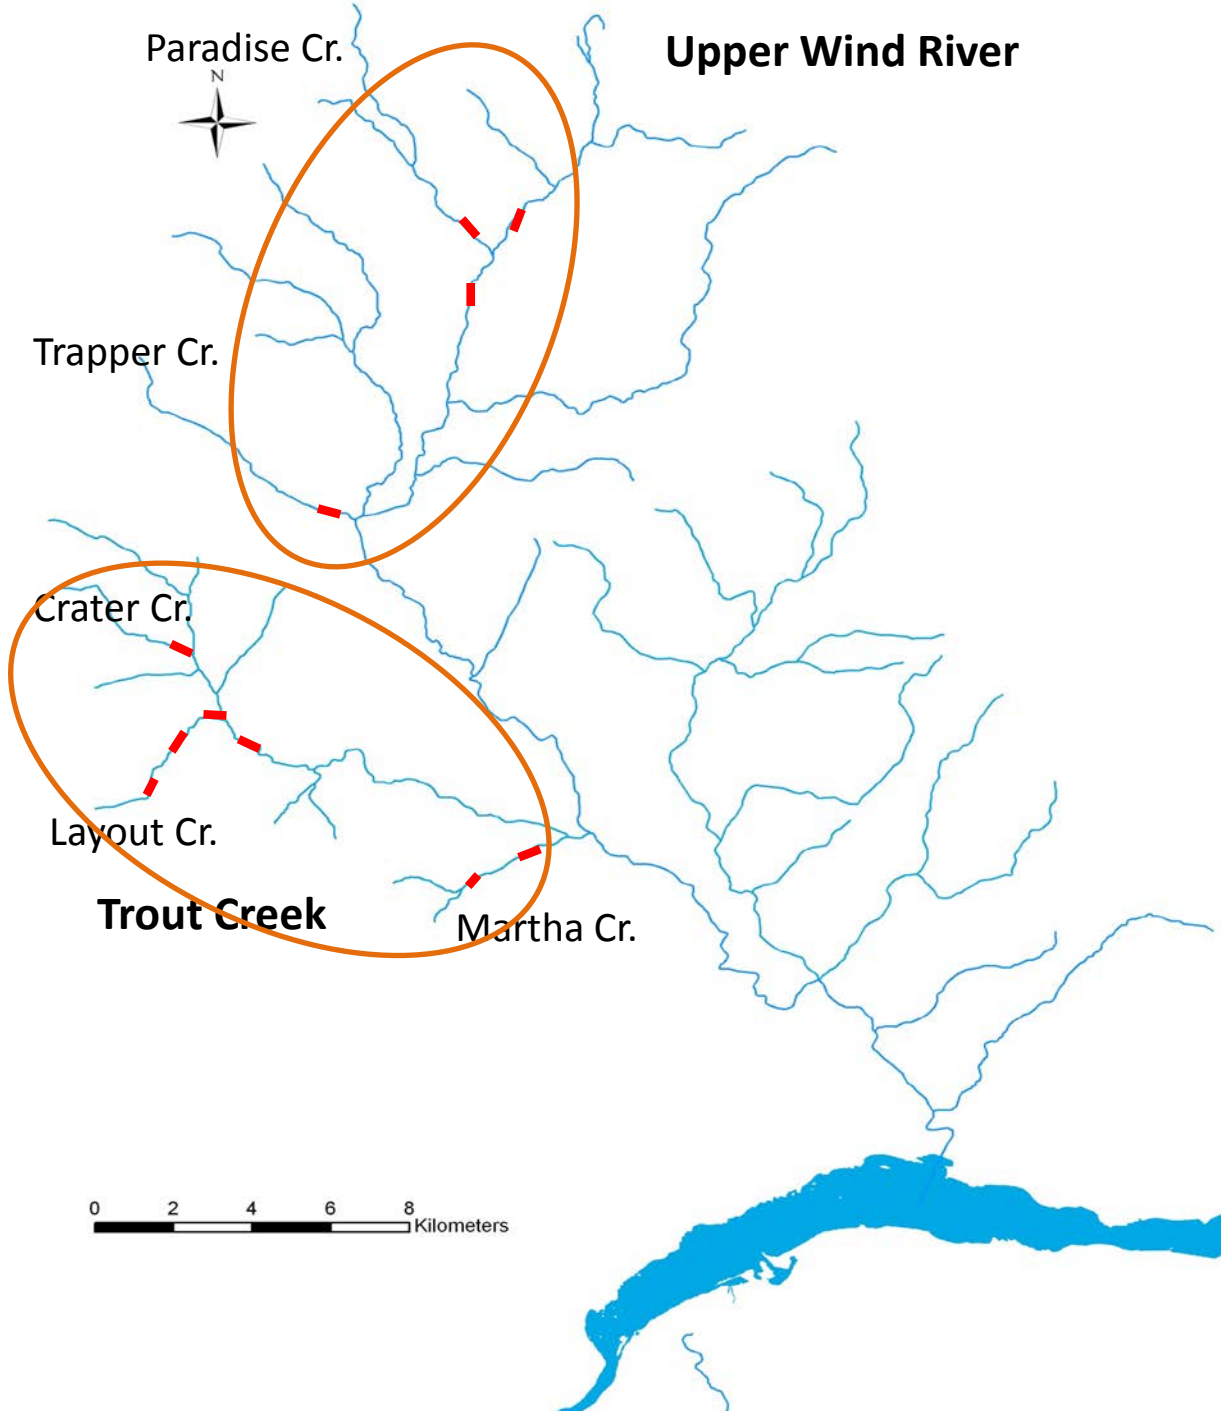 Paradise Cr.
Upper Wind River
N
Trapper Cr.
Crater Cr.
Layout Cr.
Trout Creek
Martha Cr.
0 2 4 6 8
Kilometers